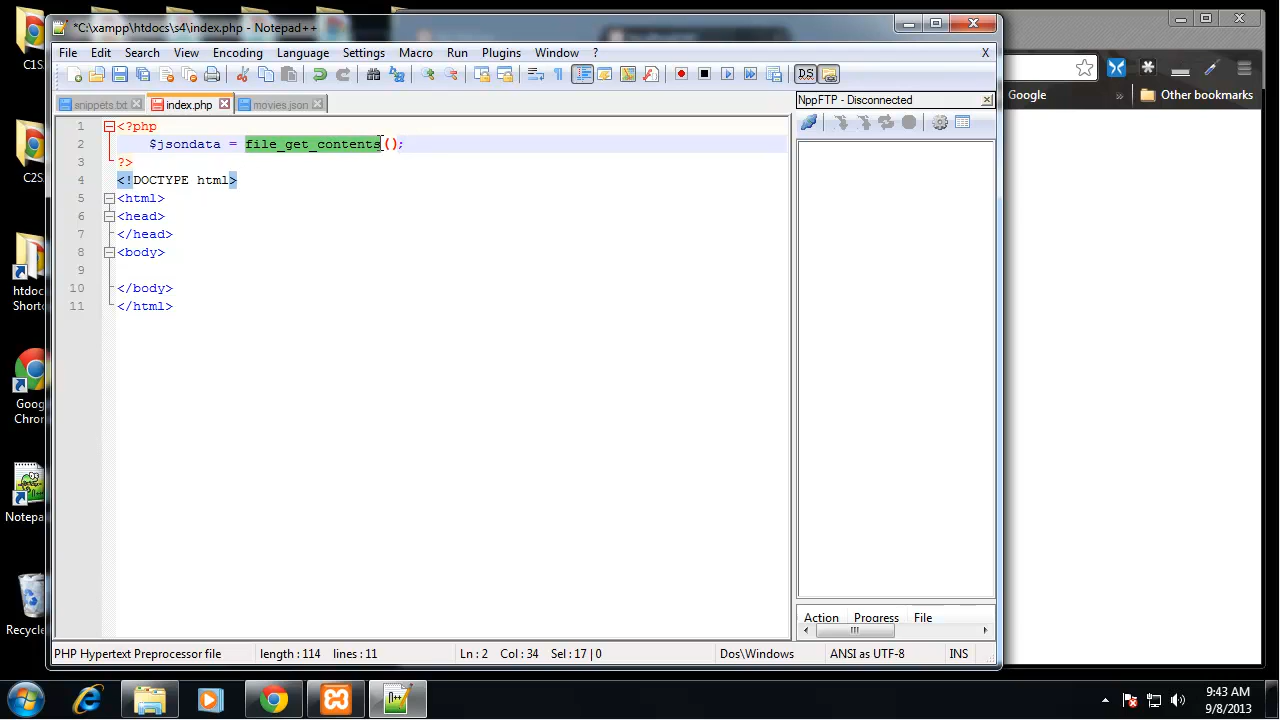 *C:\xampp\htdocs\s4\index.php - Notepad++
File Edit Search View Encoding Language Settings Macro Run Plugins Window ? X
snippets.txt index.php movies.json
NppFTP - Disconnected
1 <?php
2 $jsondata = file_get_contents();
3 ?>
4 <!DOCTYPE html>
5 <html>
6 <head>
7 </head>
8 <body>
9
10 </body>
11 </html>
Action Progress File
PHP Hypertext Preprocessor file length : 114 lines : 11 Ln : 2 Col : 34 Sel : 17 | 0 Dos\Windows ANSI as UTF-8 INS
Google » Other bookmarks
C1S
C2S
htdoc
Shortc
Goog
Chro
Notepa
Recycle
9:43 AM
9/8/2013